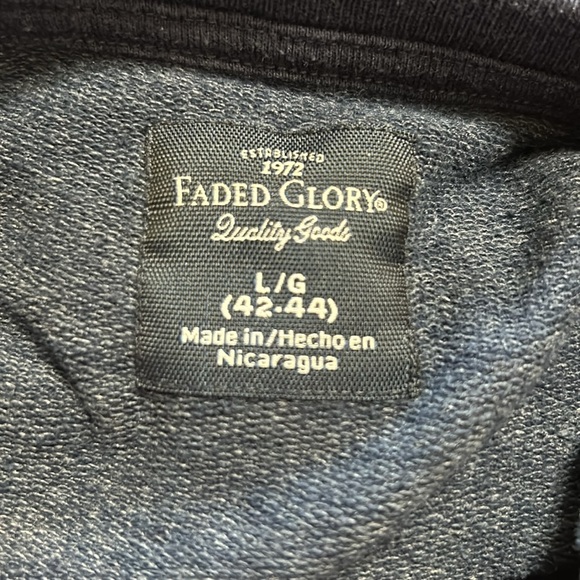 ESTABLISHED
1972
FADED GLORY®
Quality Goods
L/G
(42-44)
Made in/Hecho en
Nicaragua